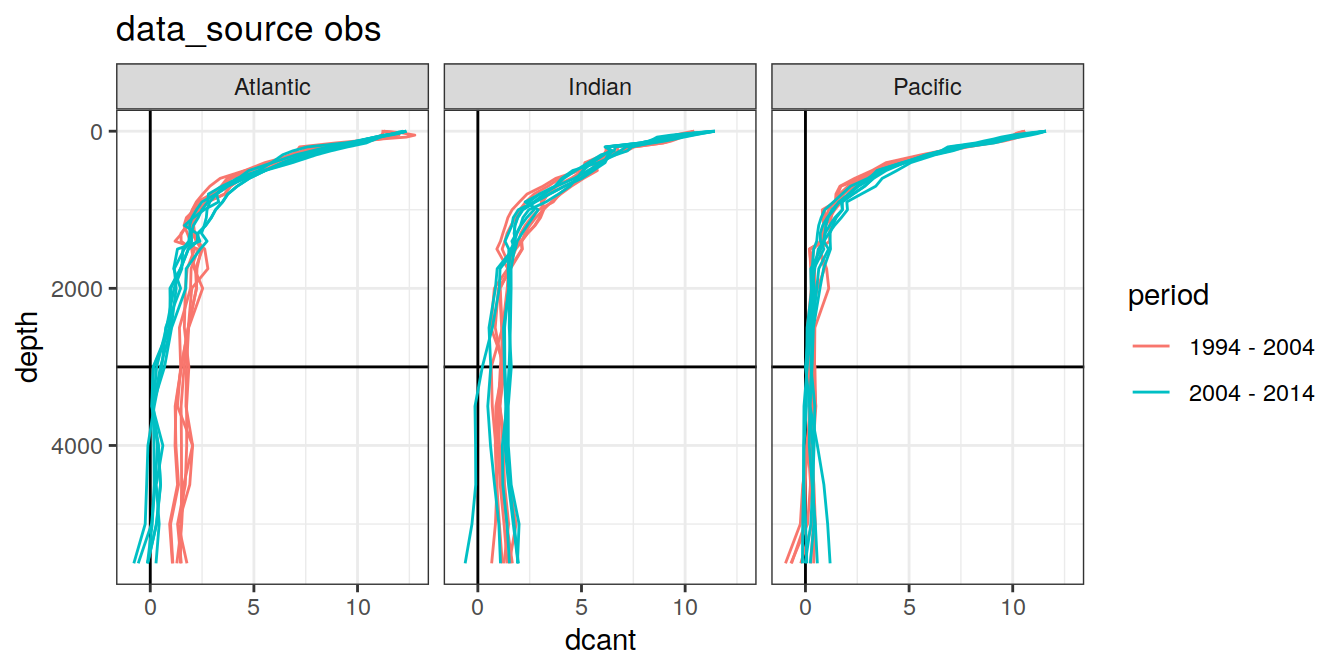 data_source obs
Atlantic Indian Pacific
0
2000
4000
depth
0 5 10 0 5 10 0 5 10
dcant
period
1994 - 2004
2004 - 2014